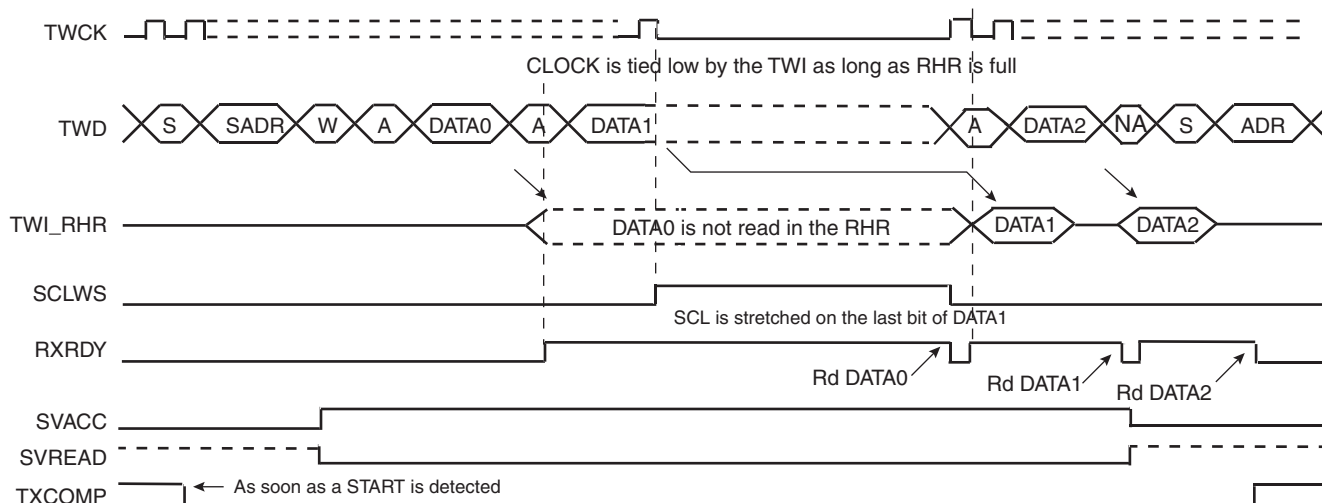 TWCK
CLOCK is tied low by the TWI as long as RHR is full
TWD S SADR W A DATA0 A DATA1 A DATA2 NA S ADR
TWI_RHR DATA0 is not read in the RHR DATA1 DATA2
SCLWS
SCL is stretched on the last bit of DATA1
RXRDY
Rd DATA0 Rd DATA1 Rd DATA2
SVACC
SVREAD
TXCOMP As soon as a START is detected